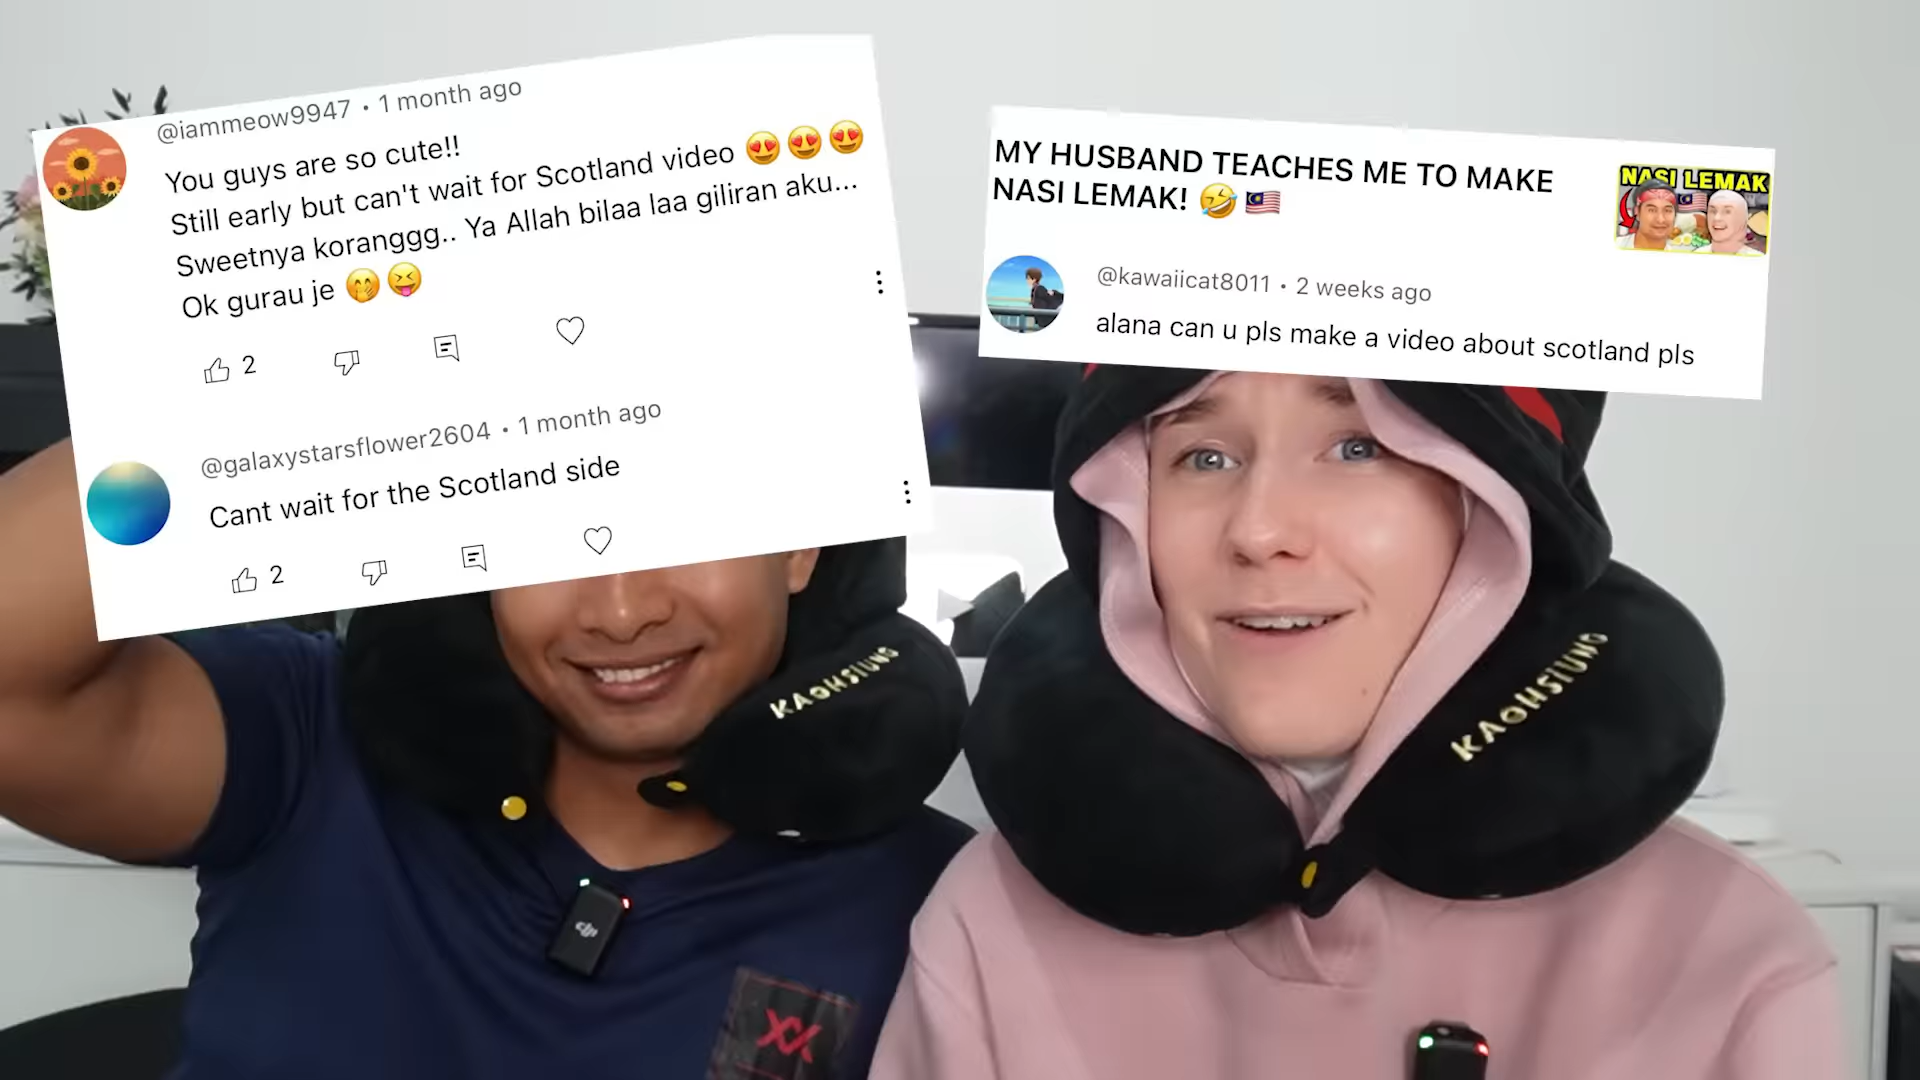 @iammeow9947 • 1 month ago
You guys are so cute!!
Still early but can't wait for Scotland video 😍😍😍
Sweetnya koranggg.. Ya Allah bilaa laa giliran aku...
Ok gurau je 🤭😝
2
@galaxystarsflower2604 • 1 month ago
Cant wait for the Scotland side
2
MY HUSBAND TEACHES ME TO MAKE
NASI LEMAK! 🤣🇲🇾
NASI LEMAK
@kawaiicat8011 • 2 weeks ago
alana can u pls make a video about scotland pls
KAOHSIUNG
KAOHSIUNG
dji